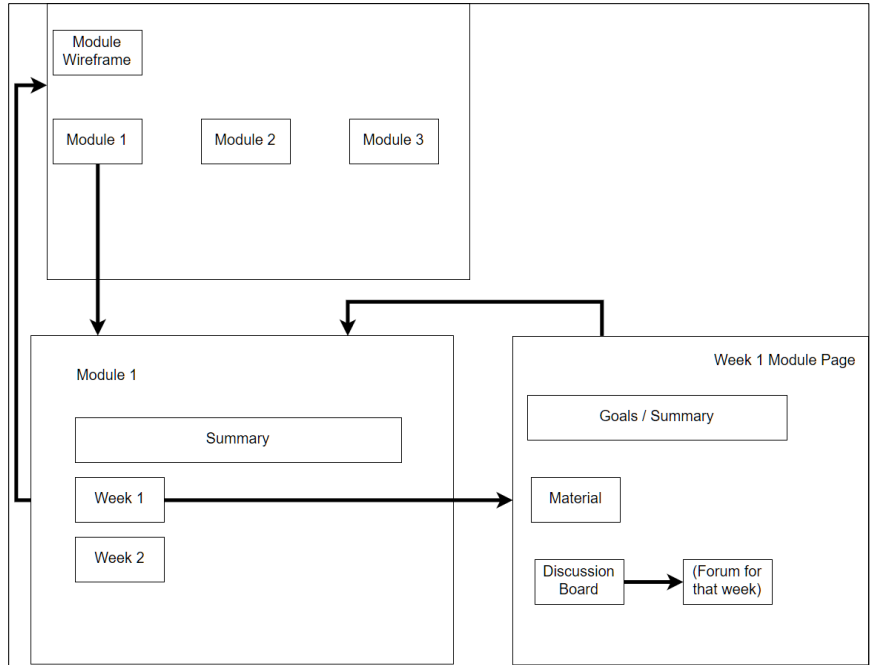 Module
Wireframe
Module 1
Module 2
Module 3
Module 1
Summary
Week 1
Week 2
Week 1 Module Page
Goals / Summary
Material
Discussion
Board
(Forum for
that week)